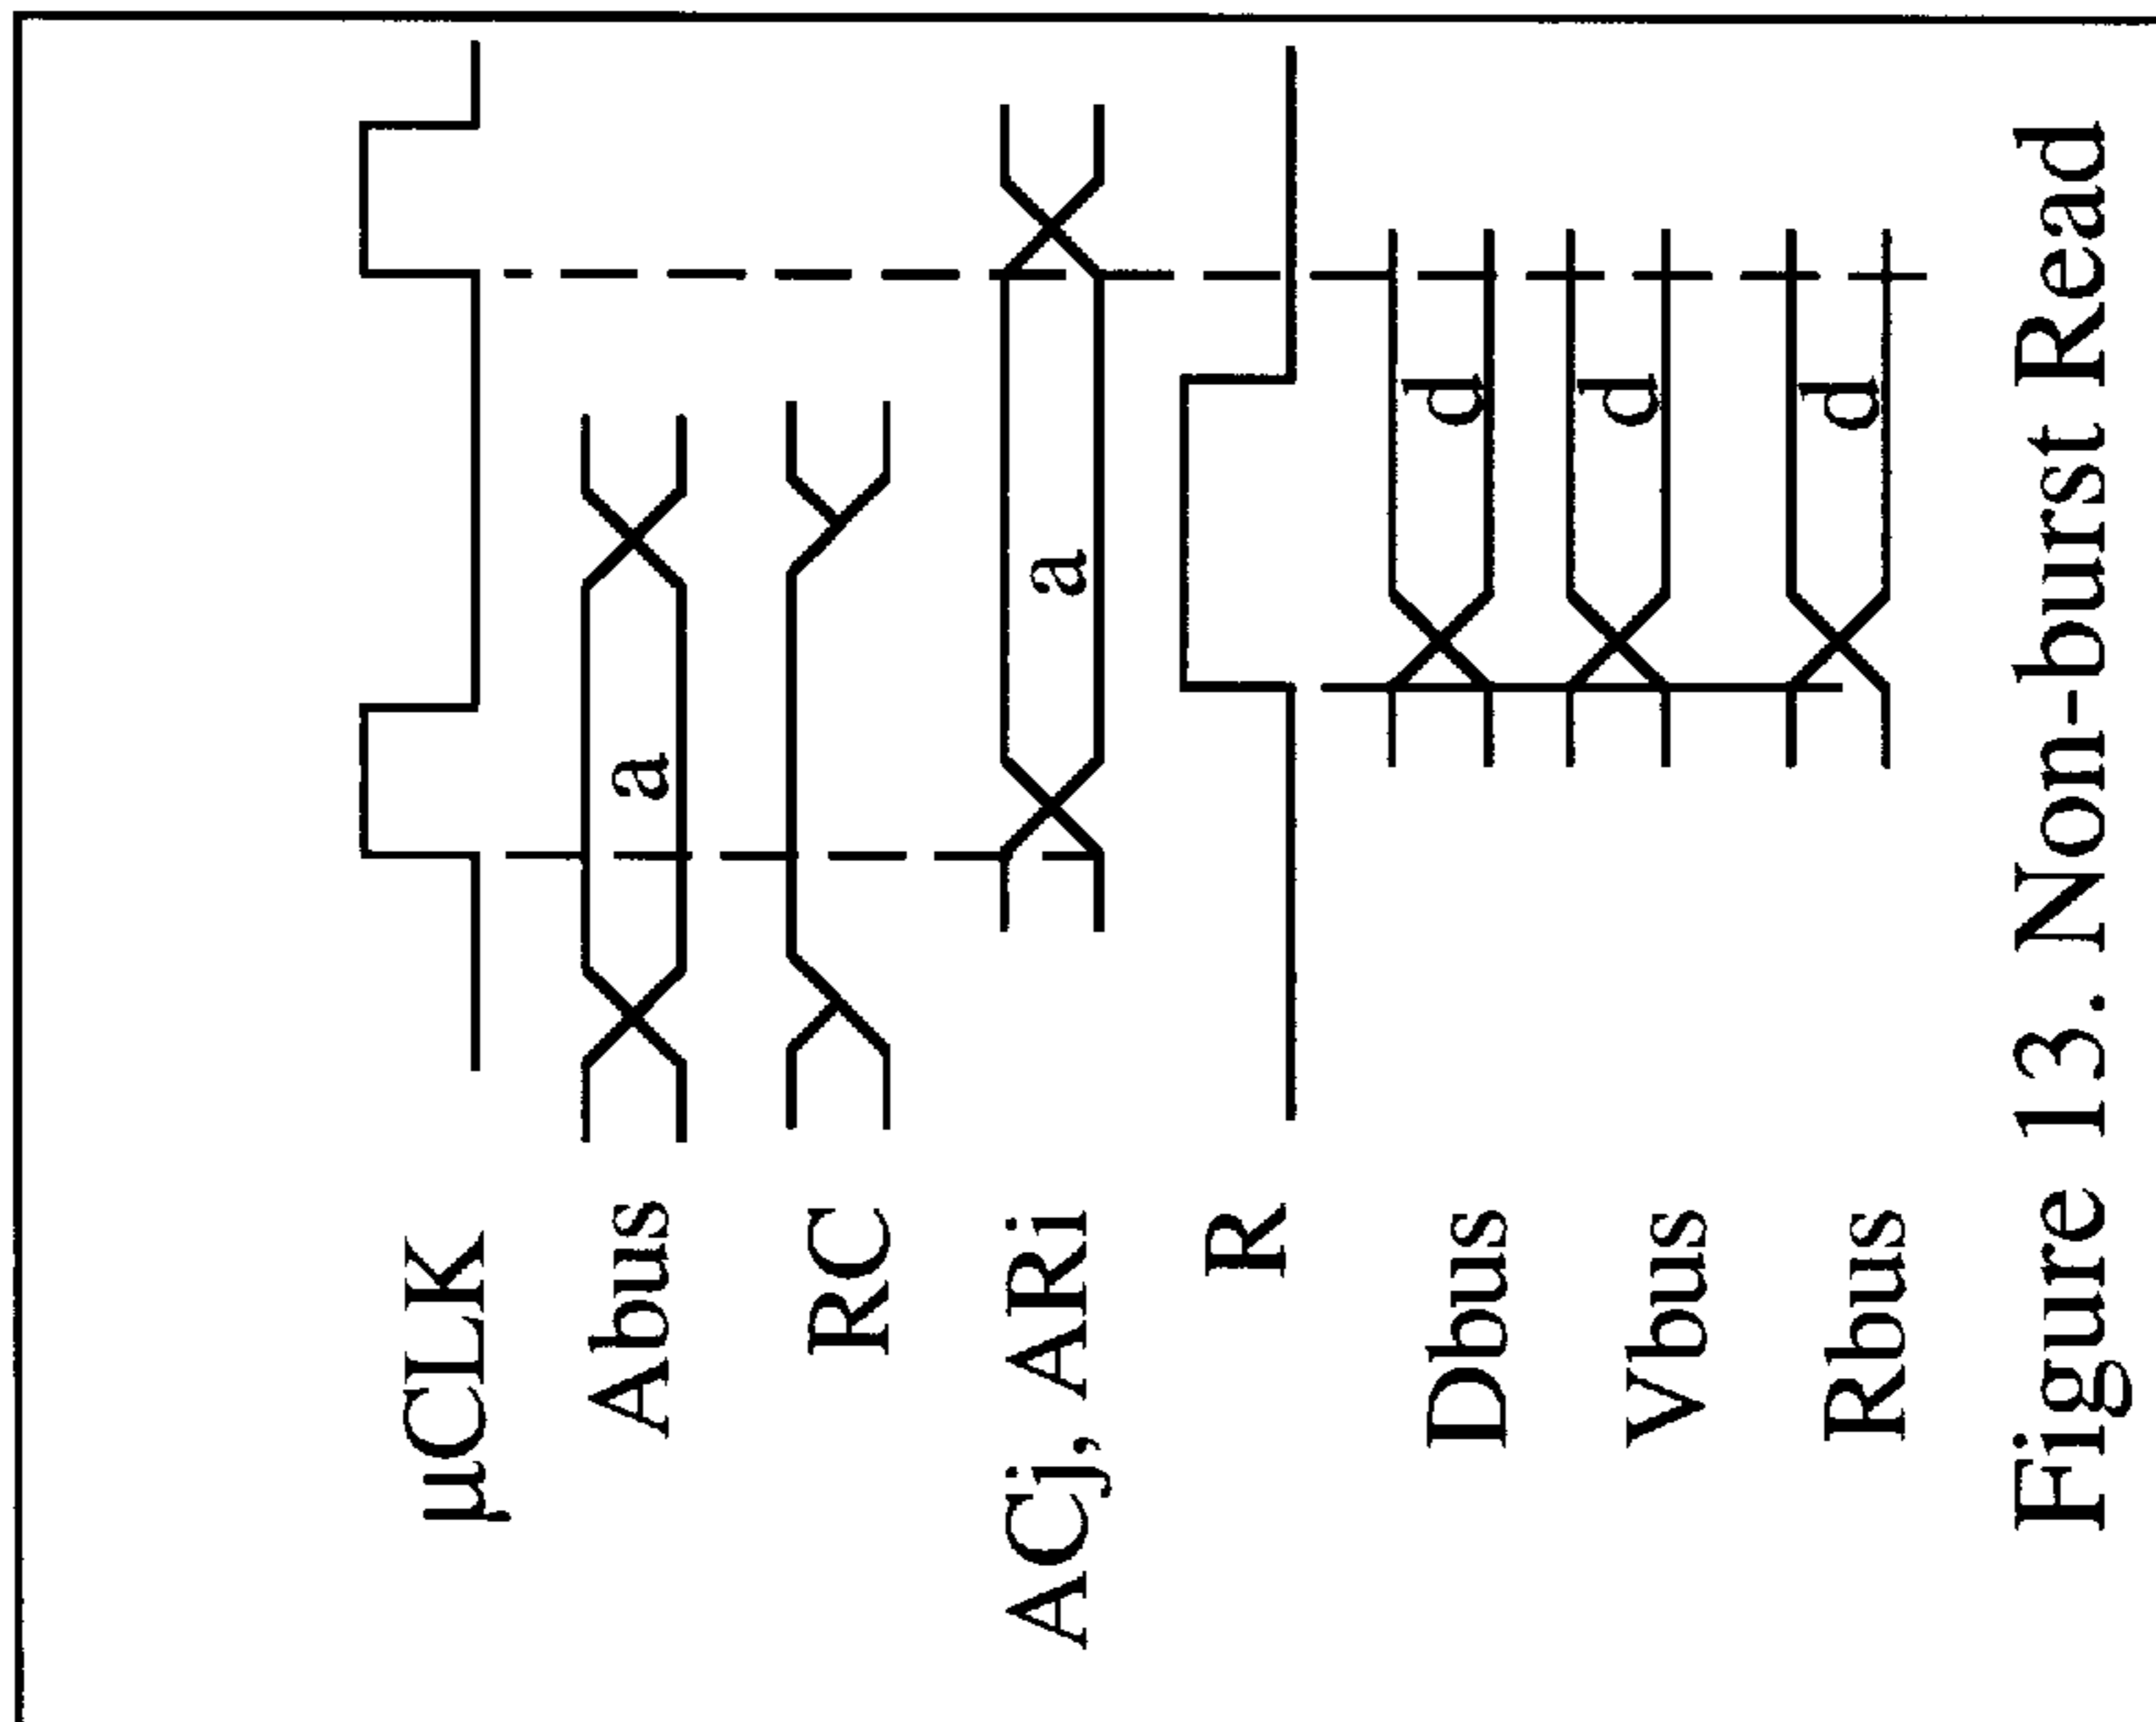 µCLK
Abus a
RC
ACj, ARi a
R
Dbus d
Vbus d
Rbus d
Figure 13. Non-burst Read